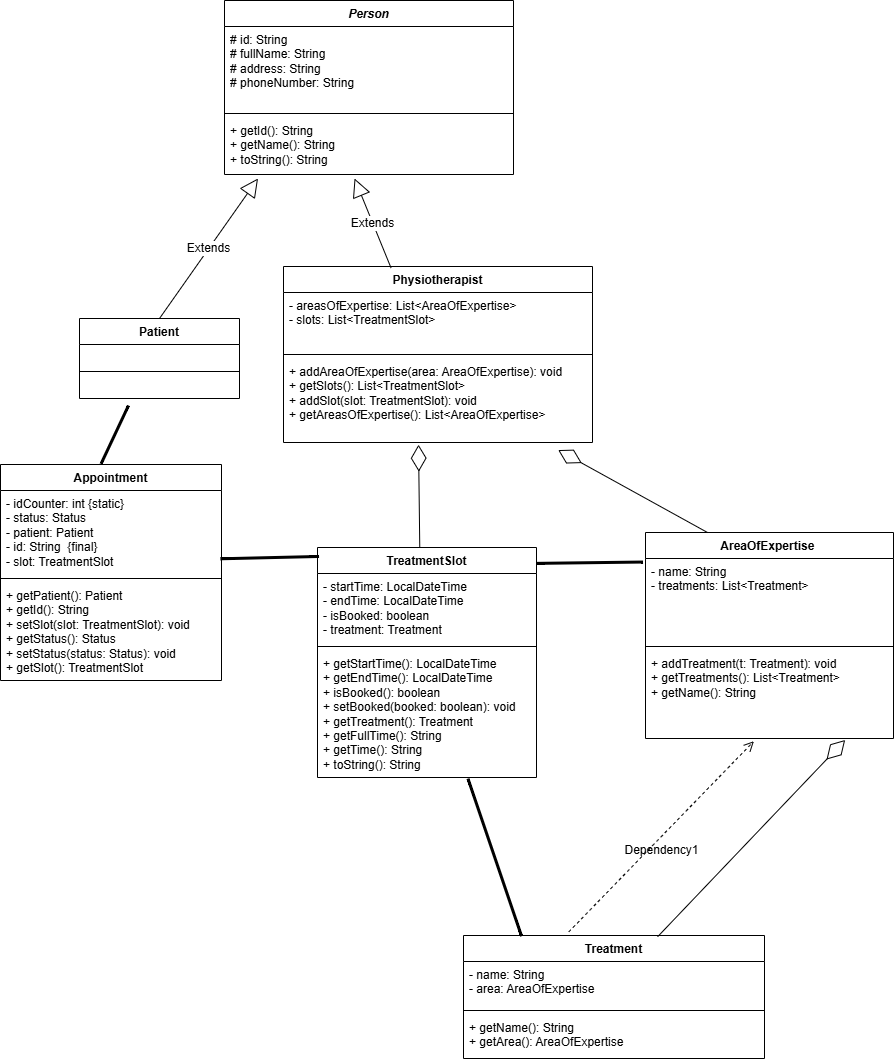 Person
# id: String
# fullName: String
# address: String
# phoneNumber: String
+ getId(): String
+ getName(): String
+ toString(): String
Extends
Extends
Patient
Physiotherapist
- areasOfExpertise: List<AreaOfExpertise>
- slots: List<TreatmentSlot>
+ addAreaOfExpertise(area: AreaOfExpertise): void
+ getSlots(): List<TreatmentSlot>
+ addSlot(slot: TreatmentSlot): void
+ getAreasOfExpertise(): List<AreaOfExpertise>
Appointment
- idCounter: int {static}
- status: Status
- patient: Patient
- id: String  {final}
- slot: TreatmentSlot
+ getPatient(): Patient
+ getId(): String
+ setSlot(slot: TreatmentSlot): void
+ getStatus(): Status
+ setStatus(status: Status): void
+ getSlot(): TreatmentSlot
TreatmentSlot
- startTime: LocalDateTime
- endTime: LocalDateTime
- isBooked: boolean
- treatment: Treatment
+ getStartTime(): LocalDateTime
+ getEndTime(): LocalDateTime
+ isBooked(): boolean
+ setBooked(booked: boolean): void
+ getTreatment(): Treatment
+ getFullTime(): String
+ getTime(): String
+ toString(): String
AreaOfExpertise
- name: String
- treatments: List<Treatment>
+ addTreatment(t: Treatment): void
+ getTreatments(): List<Treatment>
+ getName(): String
Dependency1
Treatment
- name: String
- area: AreaOfExpertise
+ getName(): String
+ getArea(): AreaOfExpertise